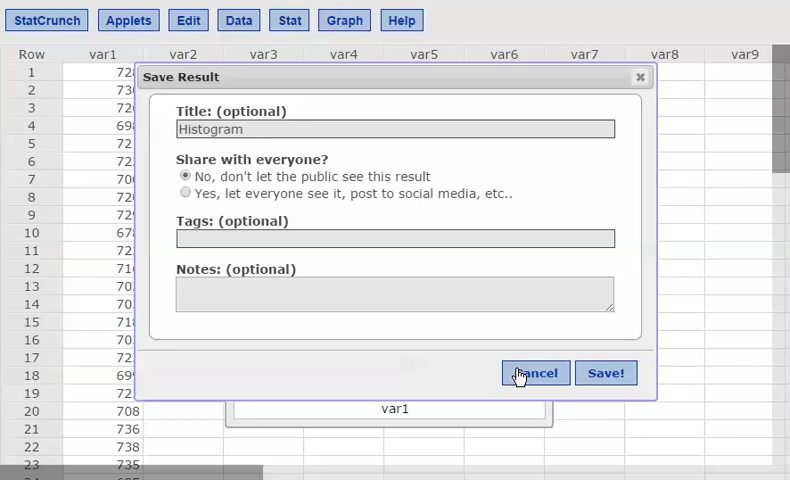 StatCrunch Applets Edit Data Stat Graph Help
Row var1 var2 var3 var4 var5 var6 var7 var8 var9
Save Result
Title: (optional)
Histogram
Share with everyone?
No, don't let the public see this result
Yes, let everyone see it, post to social media, etc..
Tags: (optional)
Notes: (optional)
Save!
1
2
3
4
5
6
7
8
9
10
11
12
13
14
15
16
17
18
19
20 708
var1
21 736
22 738
23 735